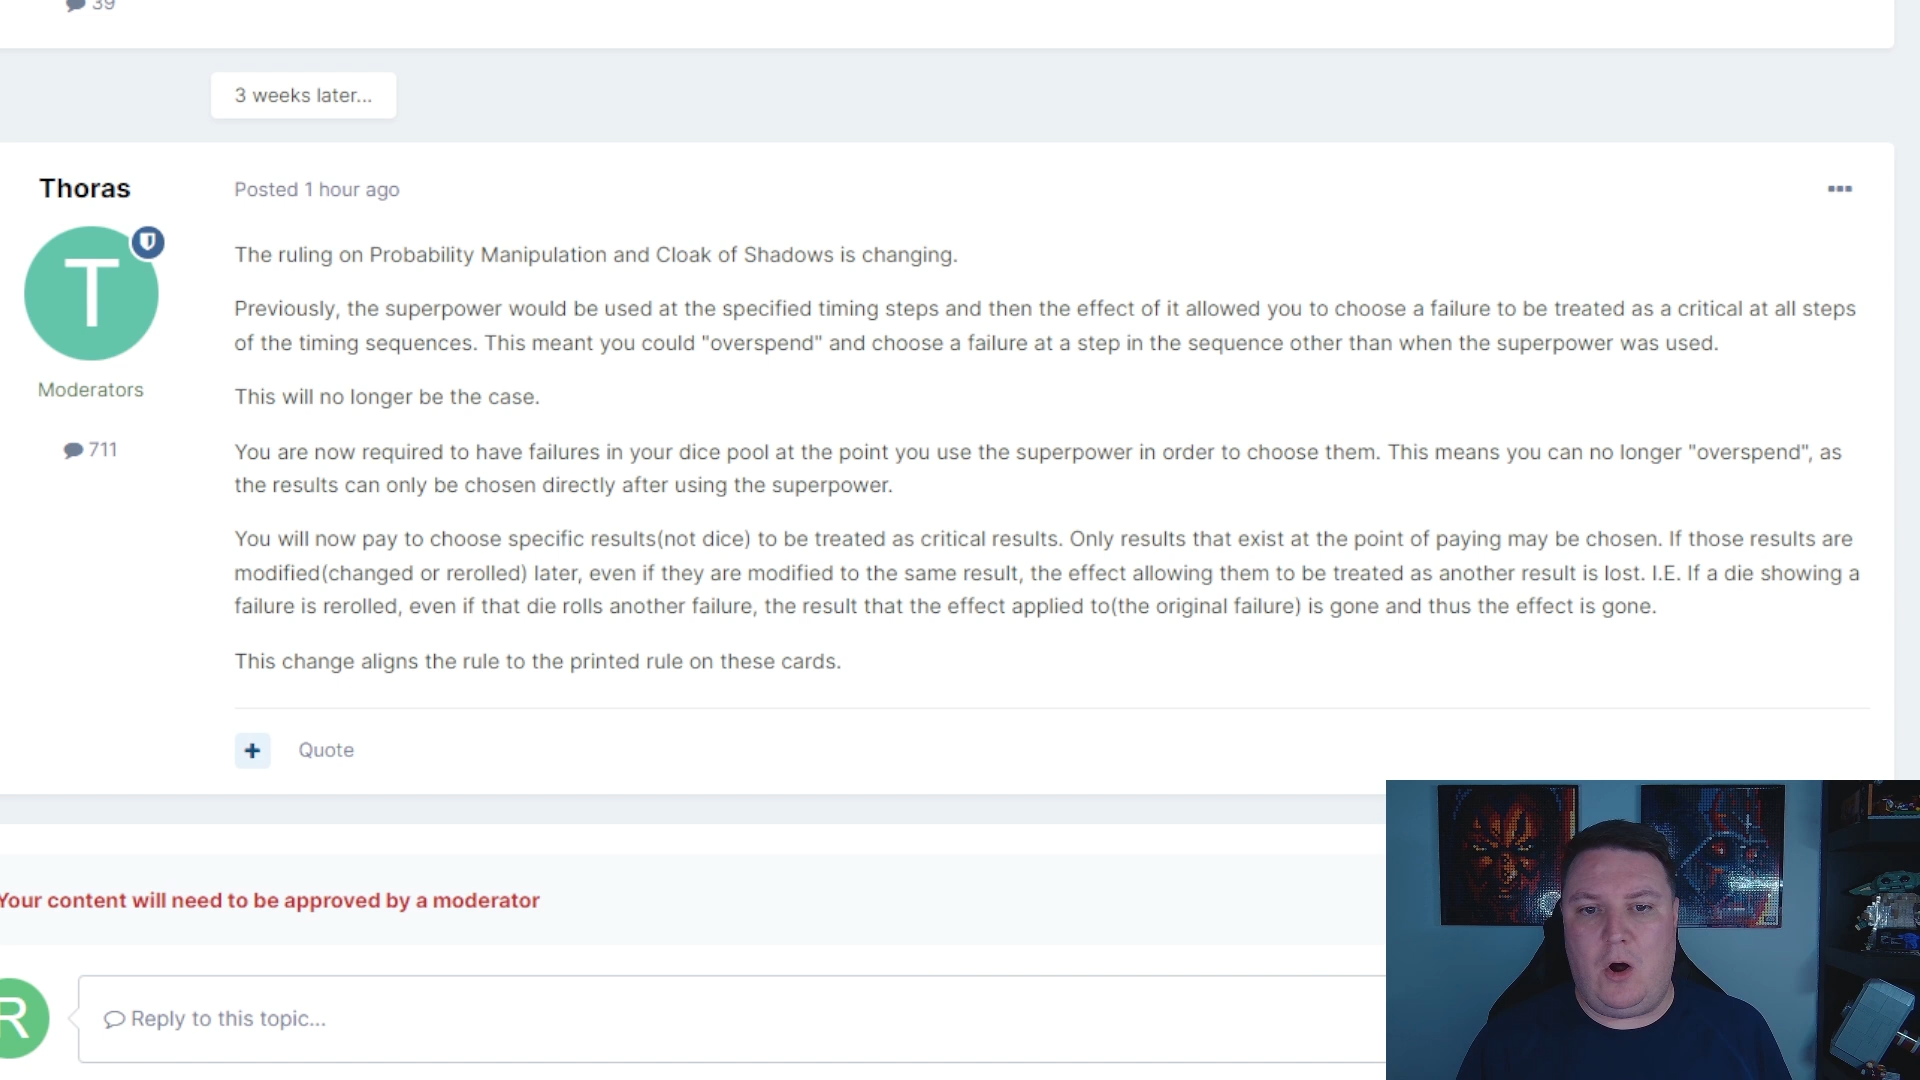 39
3 weeks later...
Thoras
Posted 1 hour ago
T
Moderators
711
The ruling on Probability Manipulation and Cloak of Shadows is changing.
Previously, the superpower would be used at the specified timing steps and then the effect of it allowed you to choose a failure to be treated as a critical at all steps
of the timing sequences. This meant you could "overspend" and choose a failure at a step in the sequence other than when the superpower was used.
This will no longer be the case.
You are now required to have failures in your dice pool at the point you use the superpower in order to choose them. This means you can no longer "overspend", as
the results can only be chosen directly after using the superpower.
You will now pay to choose specific results(not dice) to be treated as critical results. Only results that exist at the point of paying may be chosen. If those results are
modified(changed or rerolled) later, even if they are modified to the same result, the effect allowing them to be treated as another result is lost. I.E. If a die showing a
failure is rerolled, even if that die rolls another failure, the result that the effect applied to(the original failure) is gone and thus the effect is gone.
This change aligns the rule to the printed rule on these cards.
+ Quote
Your content will need to be approved by a moderator
R
Reply to this topic...